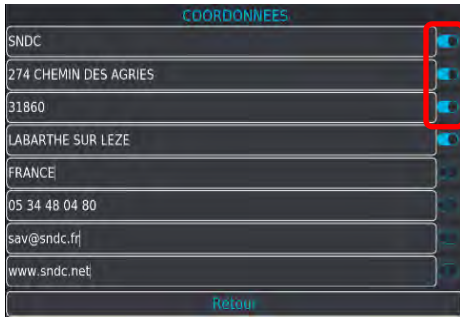 COORDONNEES
SNDC
274 CHEMIN DES AGRIES
31860
LABARTHE SUR LEZE
FRANCE
05 34 48 04 80
sav@sndc.fr
www.sndc.net
Retour